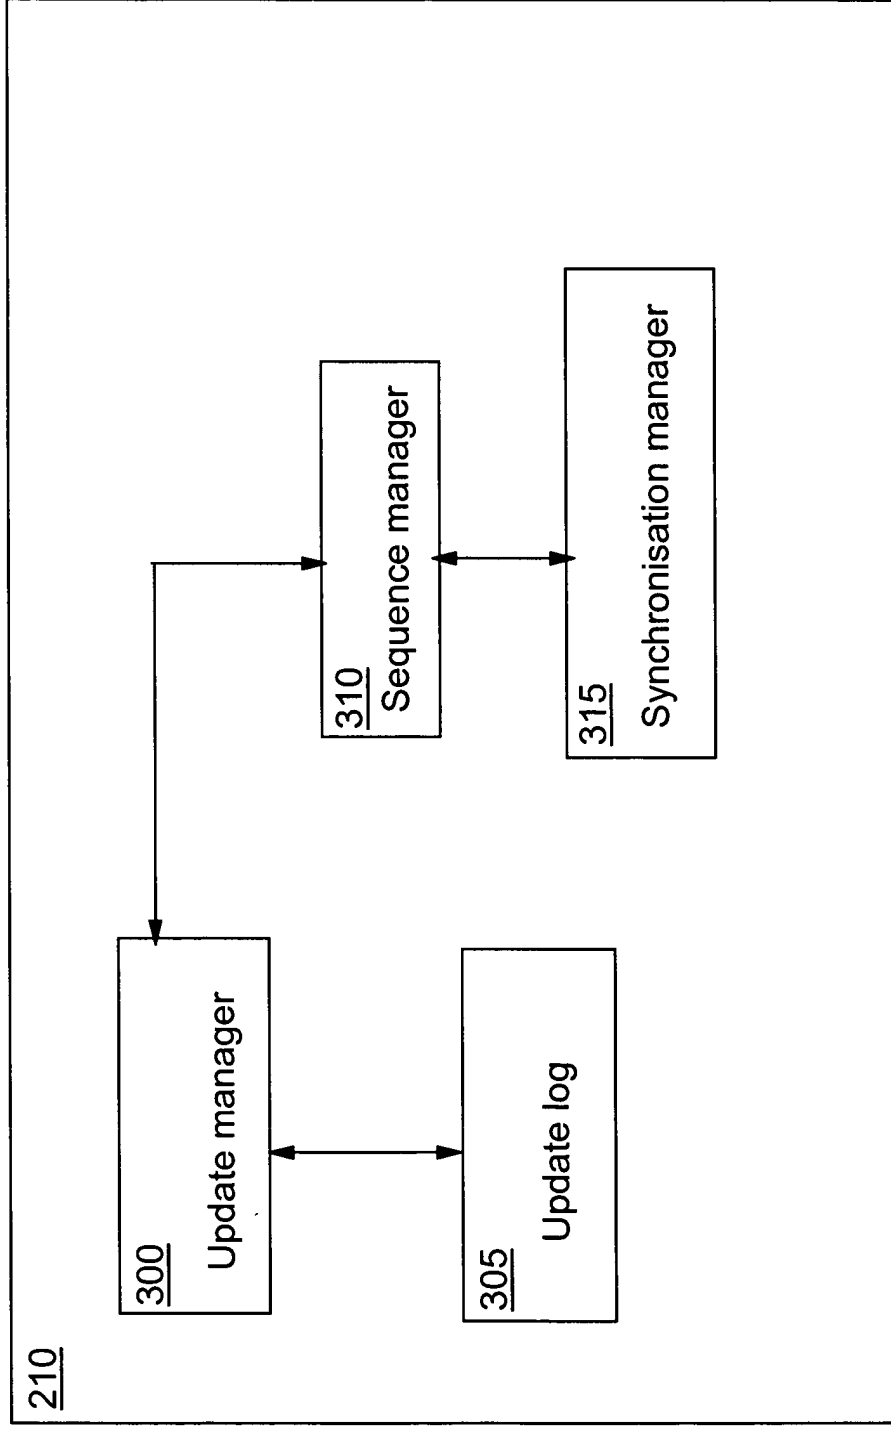 210
300
Update manager
305
Update log
310
Sequence manager
315
Synchronisation manager